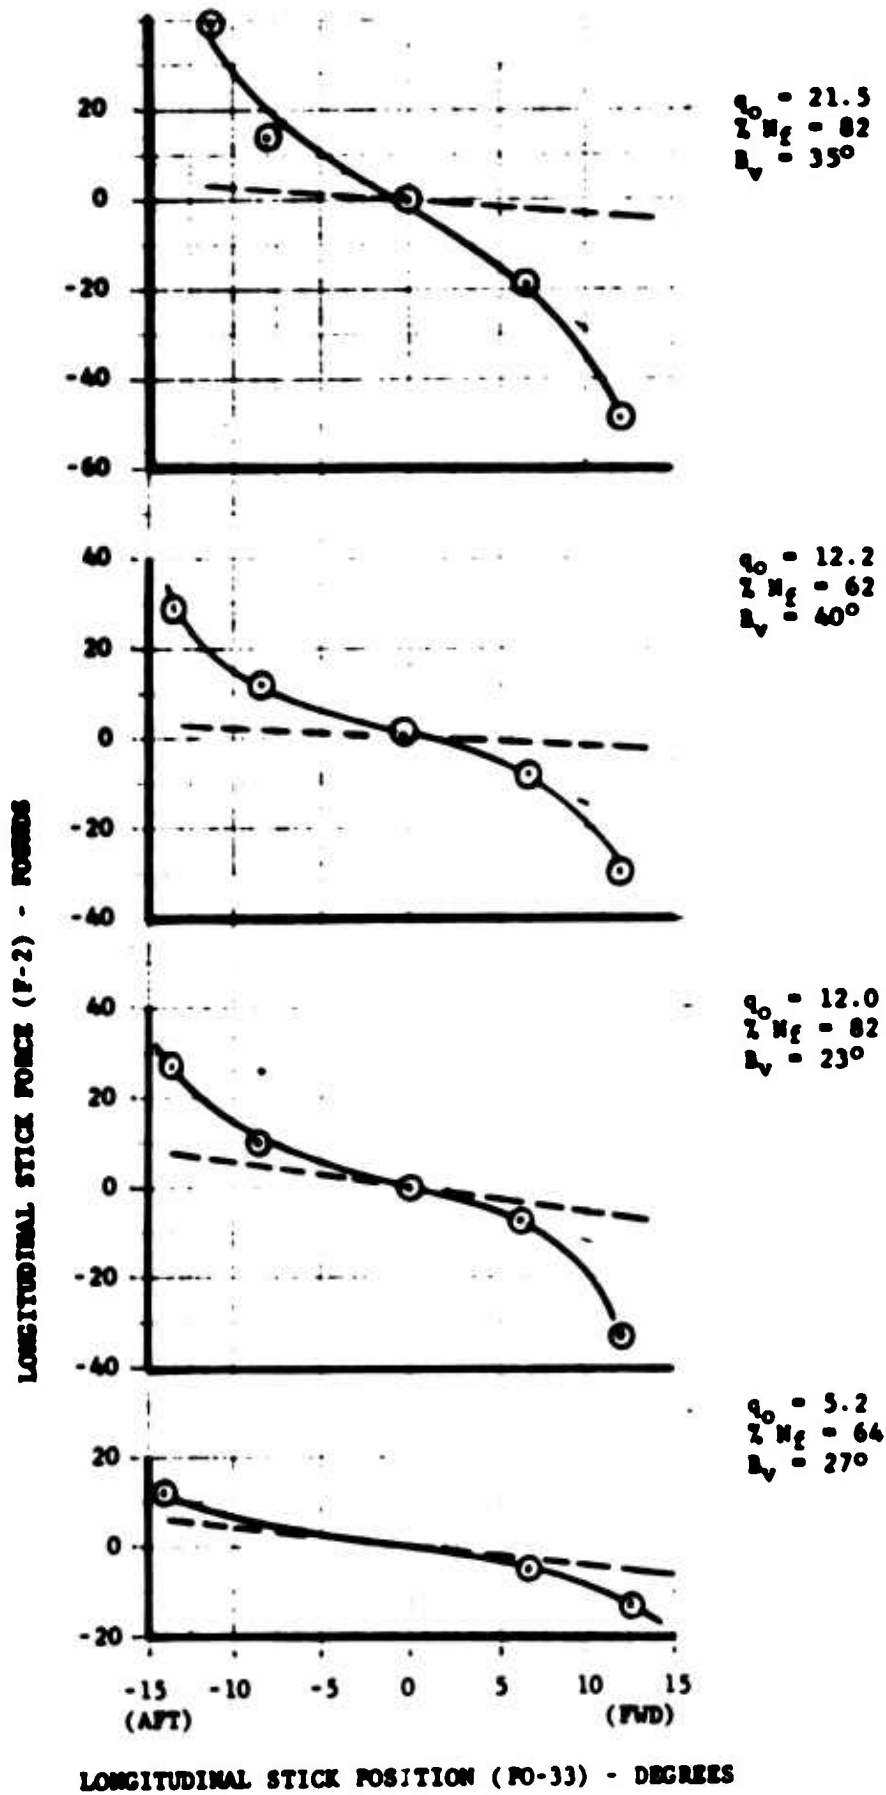 20
0
-20
-40
-60
q₀ = 21.5
% Nf = 82
Bv = 35°
40
20
0
-20
-40
q₀ = 12.2
% Nf = 62
Bv = 40°
40
20
0
-20
-40
q₀ = 12.0
% Nf = 82
Bv = 23°
20
0
-20
q₀ = 5.2
% Nf = 64
Bv = 27°
LONGITUDINAL STICK FORCE (F-2) - POUNDS
-15 -10 -5 0 5 10 15
(AFT) (FWD)
LONGITUDINAL STICK POSITION (PO-33) - DEGREES